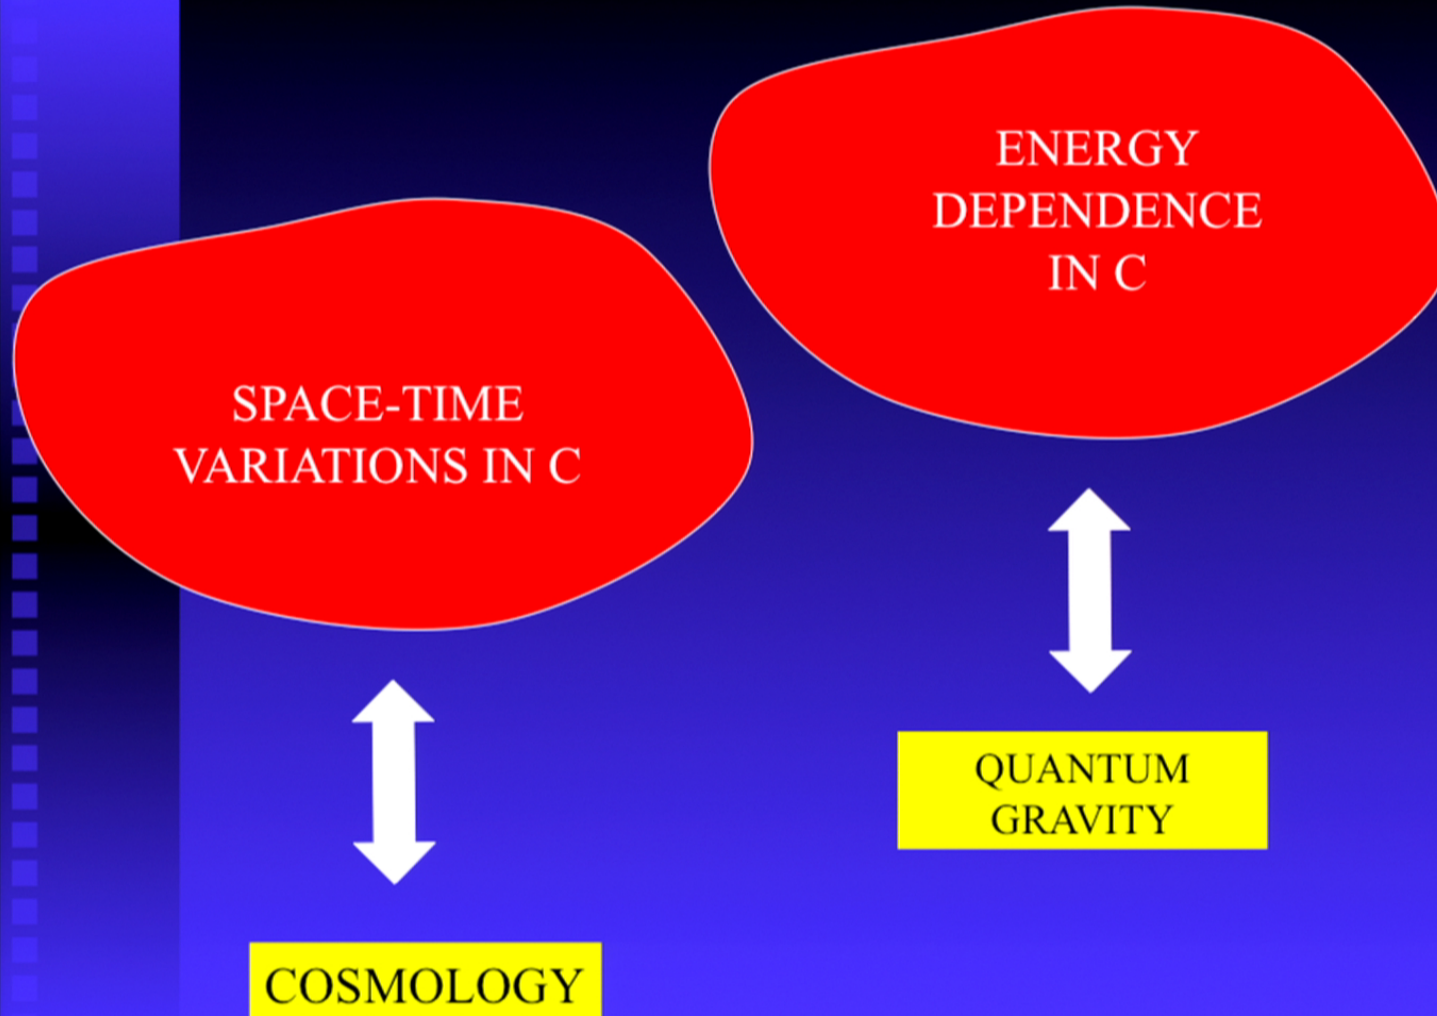 ENERGY
DEPENDENCE
IN C
SPACE-TIME
VARIATIONS IN C
QUANTUM
GRAVITY
COSMOLOGY